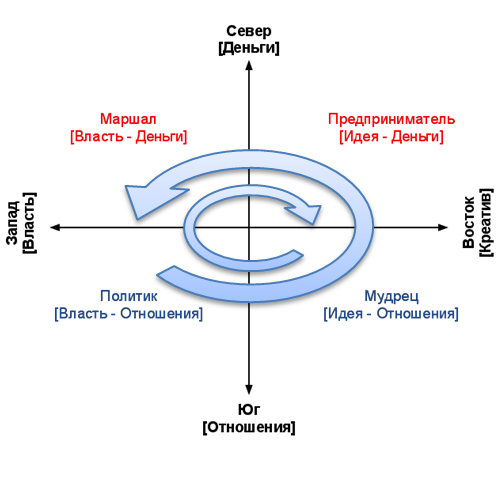 Север
[Деньги]
Маршал
[Власть - Деньги]
Предприниматель
[Идея - Деньги]
Запад
[Власть]
Восток
[Креатив]
Политик
[Власть - Отношения]
Мудрец
[Идея - Отношения]
Юг
[Отношения]